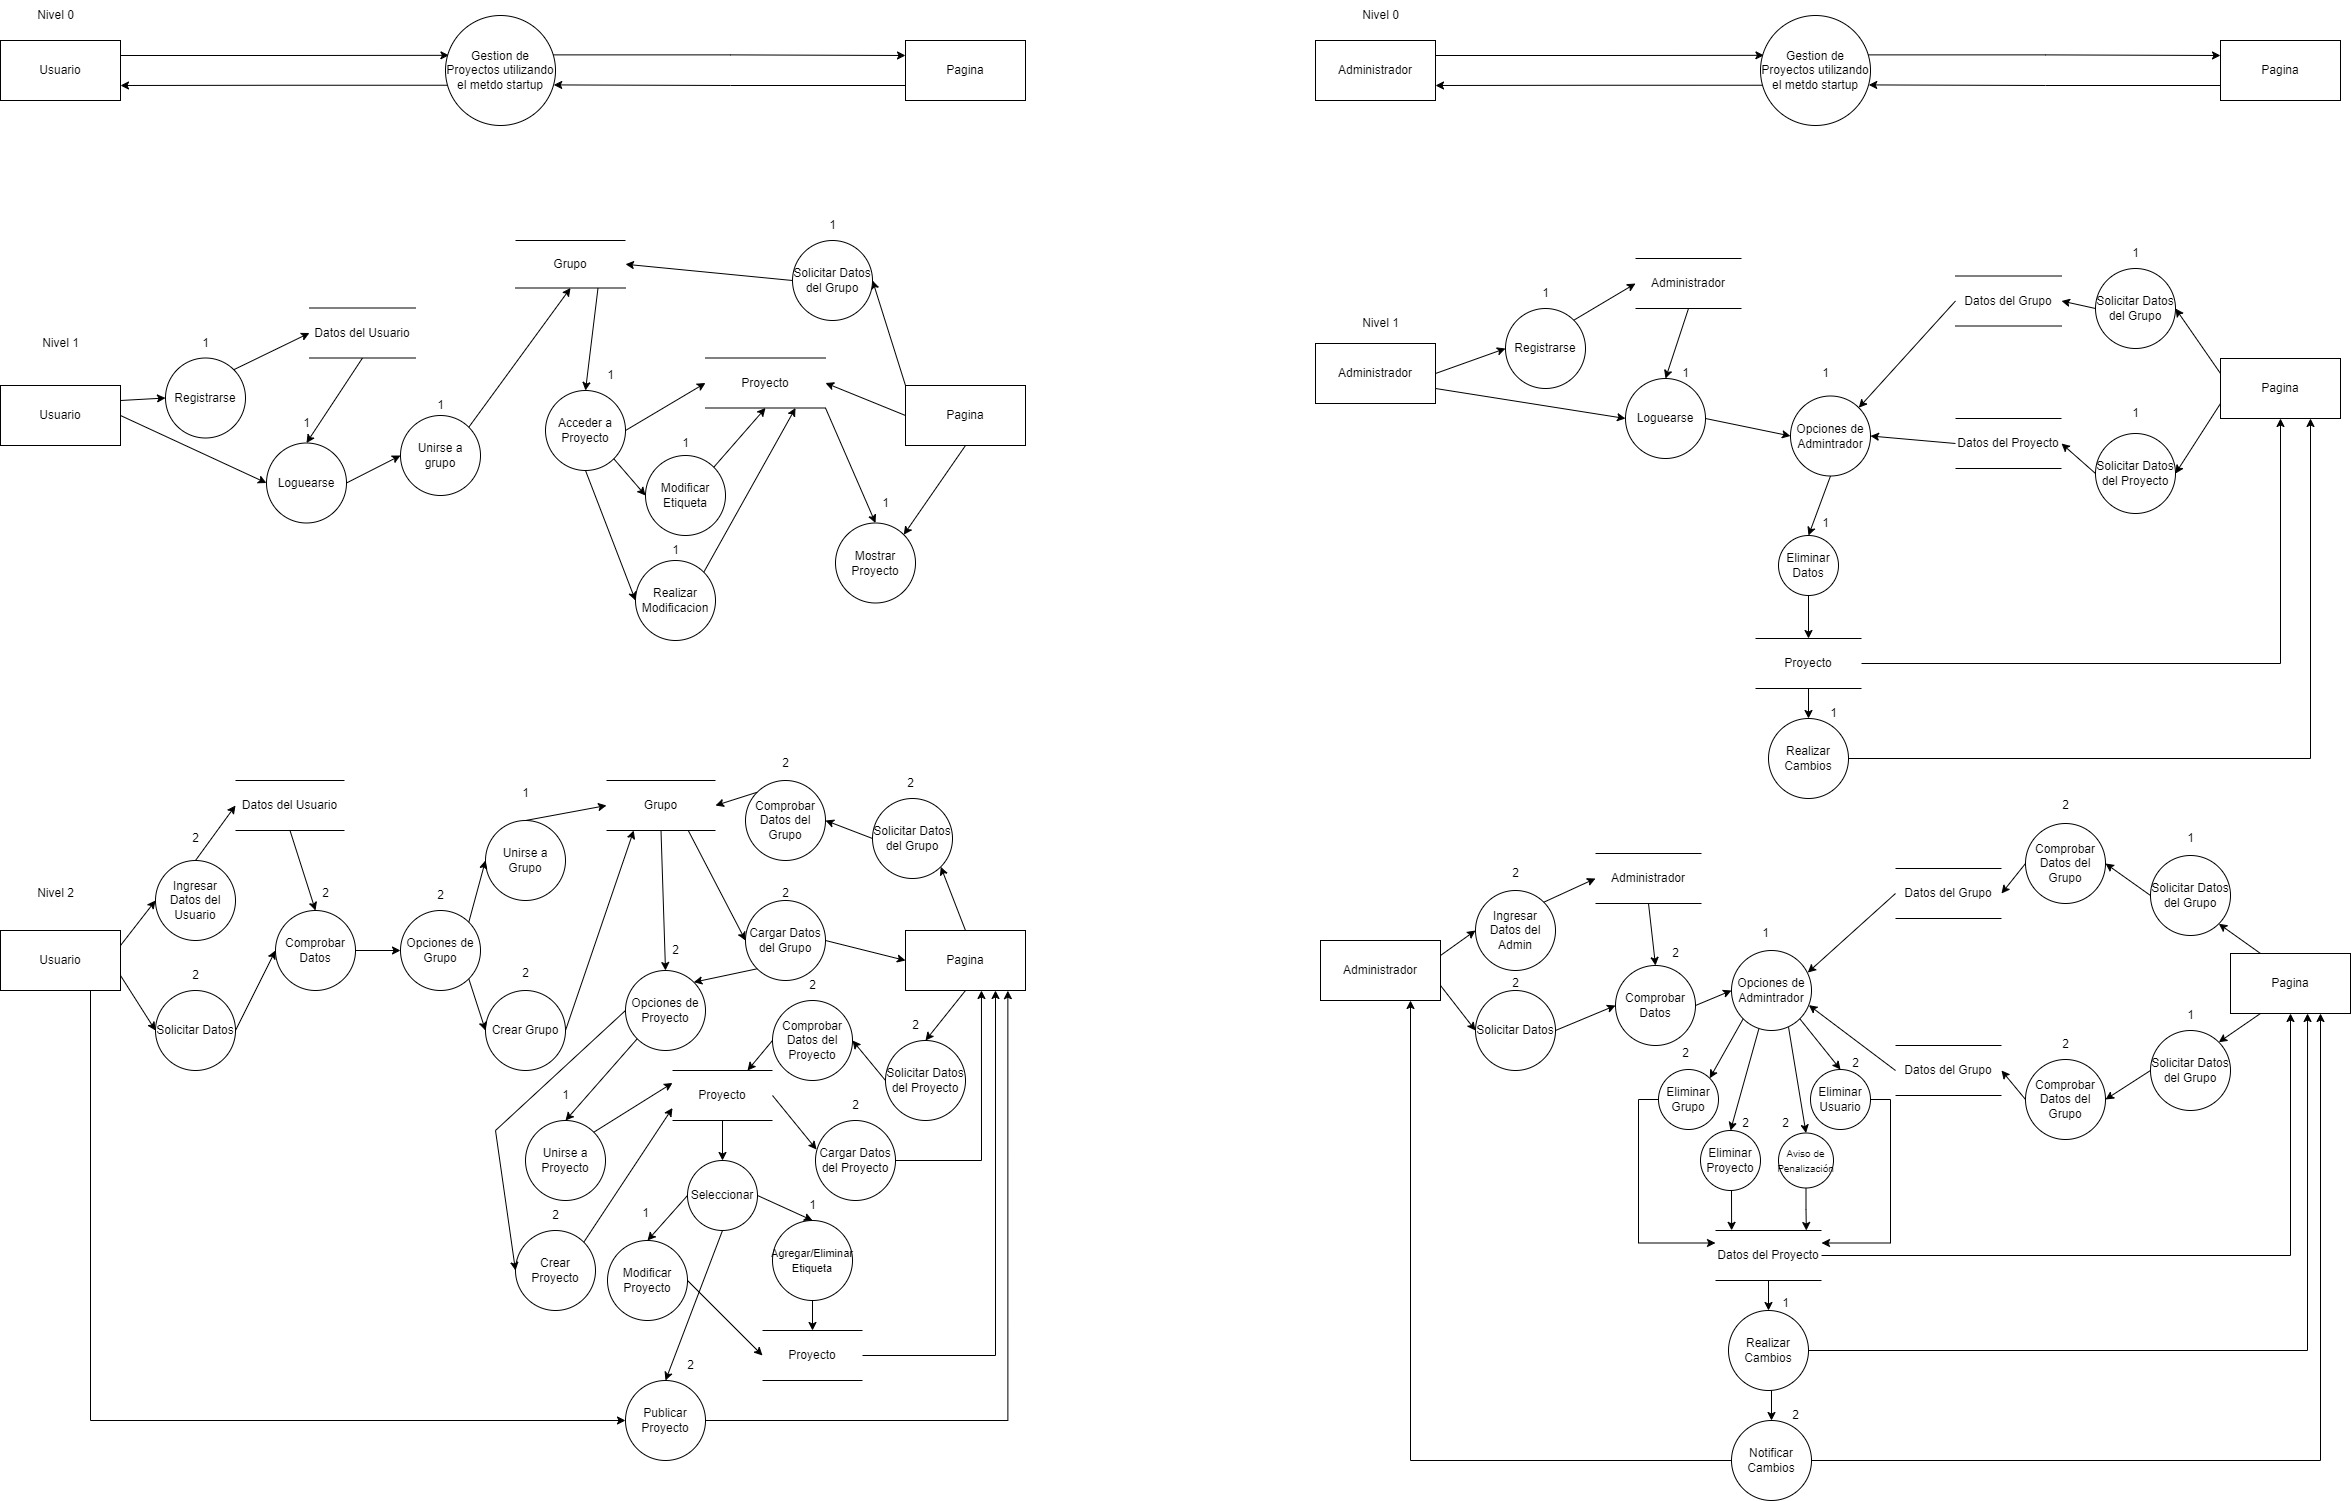 Nivel 0
Usuario
Gestion de
Proyectos utilizando
el metdo startup
Pagina
Nivel 1
Usuario
1
Registrarse
Datos del Usuario
1
Loguearse
1
Unirse a
grupo
Grupo
1
Solicitar Datos
del Grupo
1
Acceder a
Proyecto
Proyecto
1
Modificar
Etiqueta
1
Realizar
Modificacion
Pagina
1
Mostrar
Proyecto
Nivel 2
Usuario
Datos del Usuario
2
Ingresar
Datos del
Usuario
2
Solicitar Datos
2
Comprobar
Datos
2
Opciones de
Grupo
1
Unirse a
Grupo
2
Crear Grupo
Grupo
2
Comprobar
Datos del
Grupo
2
Solicitar Datos
del Grupo
2
Cargar Datos
del Grupo
Pagina
2
Opciones de
Proyecto
2
Comprobar
Datos del
Proyecto
2
Solicitar Datos
del Proyecto
1
Unirse a
Proyecto
Proyecto
2
Cargar Datos
del Proyecto
2
Crear
Proyecto
Seleccionar
1
Modificar
Proyecto
1
Agregar/Eliminar
Etiqueta
Proyecto
2
Publicar
Proyecto
Nivel 0
Administrador
Gestion de
Proyectos utilizando
el metdo startup
Pagina
Nivel 1
Administrador
1
Registrarse
Administrador
1
Loguearse
1
Opciones de
Admintrador
Datos del Grupo
1
Solicitar Datos
del Grupo
Datos del Proyecto
1
Solicitar Datos
del Proyecto
Pagina
1
Eliminar
Datos
Proyecto
1
Realizar
Cambios
Administrador
2
Ingresar
Datos del
Admin
Administrador
2
Solicitar Datos
2
Comprobar
Datos
1
Opciones de
Admintrador
Datos del Grupo
2
Comprobar
Datos del
Grupo
1
Solicitar Datos
del Grupo
Pagina
Datos del Grupo
2
Comprobar
Datos del
Grupo
1
Solicitar Datos
del Grupo
2
Eliminar
Grupo
2
Eliminar
Proyecto
2
Aviso de
Penalización
2
Eliminar
Usuario
Datos del Proyecto
1
Realizar
Cambios
2
Notificar
Cambios